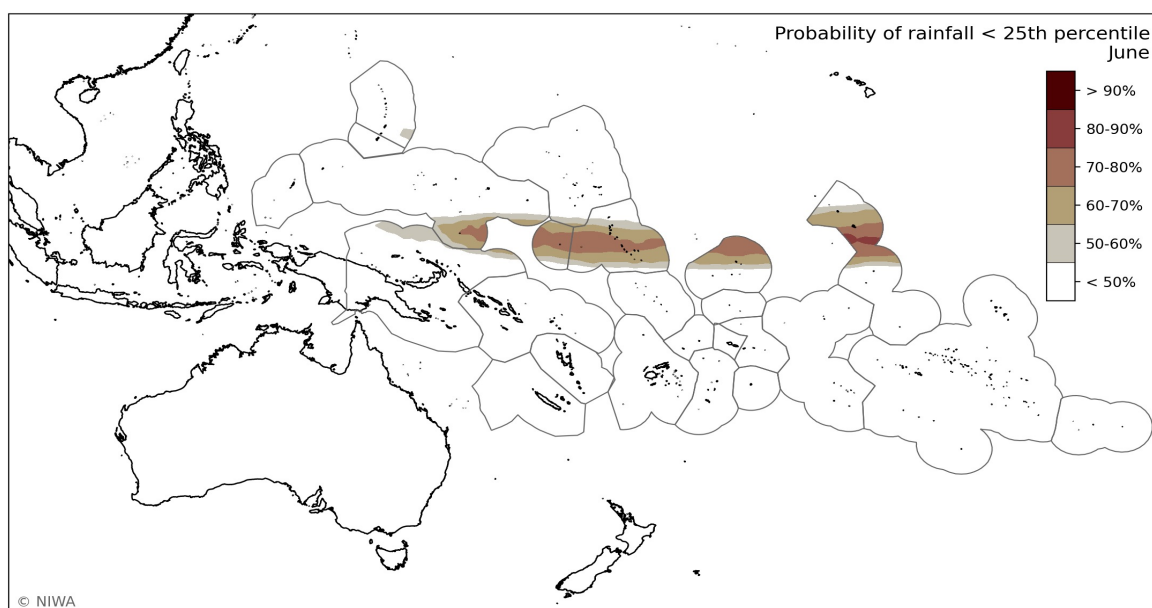 Probability of rainfall < 25th percentile
June
> 90%
80-90%
70-80%
60-70%
50-60%
< 50%
© NIWA